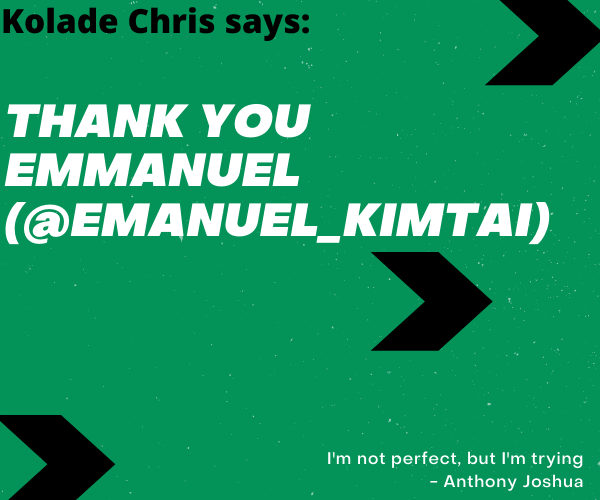 Kolade Chris says:
THANK YOU
EMMANUEL
(@EMANUEL_KIMTAI)
I'm not perfect, but I'm trying
– Anthony Joshua